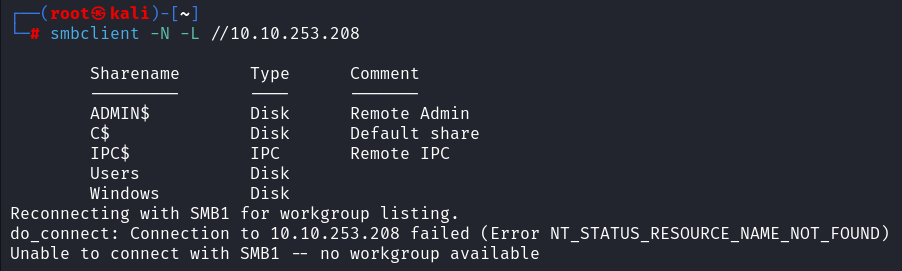 ┌──(root㉿kali)-[~]
└─# smbclient -N -L //10.10.253.208
Sharename Type Comment
--------- ---- -------
ADMIN$ Disk Remote Admin
C$ Disk Default share
IPC$ IPC Remote IPC
Users Disk
Windows Disk
Reconnecting with SMB1 for workgroup listing.
do_connect: Connection to 10.10.253.208 failed (Error NT_STATUS_RESOURCE_NAME_NOT_FOUND)
Unable to connect with SMB1 -- no workgroup available